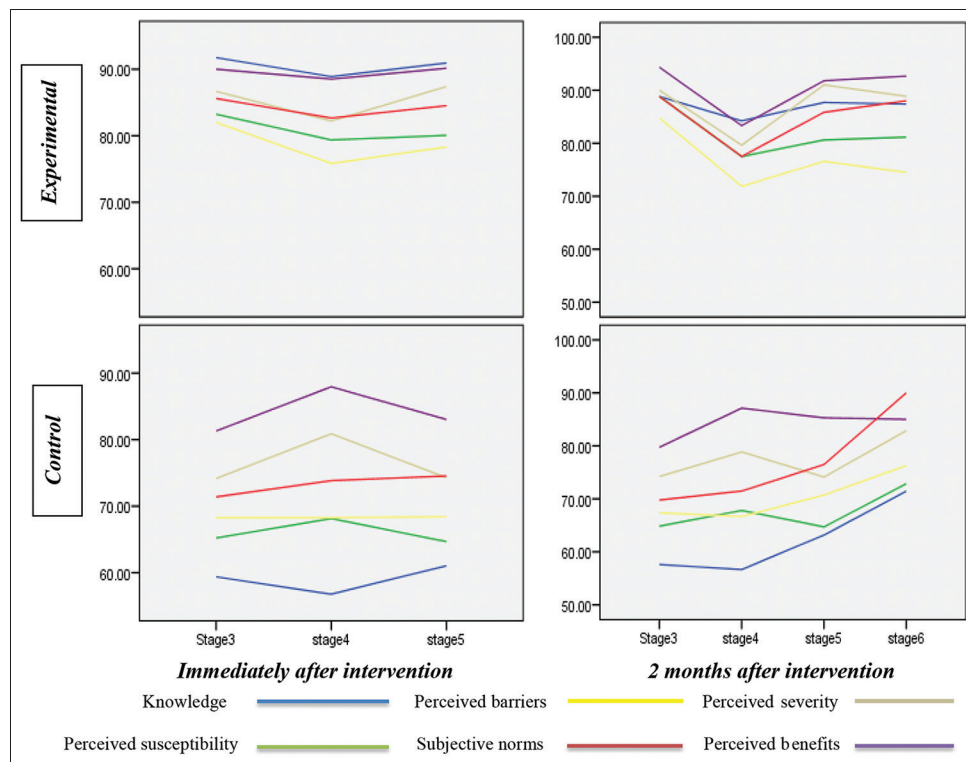 Experimental
90.00
80.00
70.00
60.00
100.00
90.00
80.00
70.00
60.00
50.00
Control
90.00
80.00
70.00
60.00
100.00
90.00
80.00
70.00
60.00
50.00
Stage3 stage4 stage5
Stage3 stage4 stage5 stage6
Immediately after intervention
2 months after intervention
Knowledge Perceived barriers Perceived severity
Perceived susceptibility Subjective norms Perceived benefits